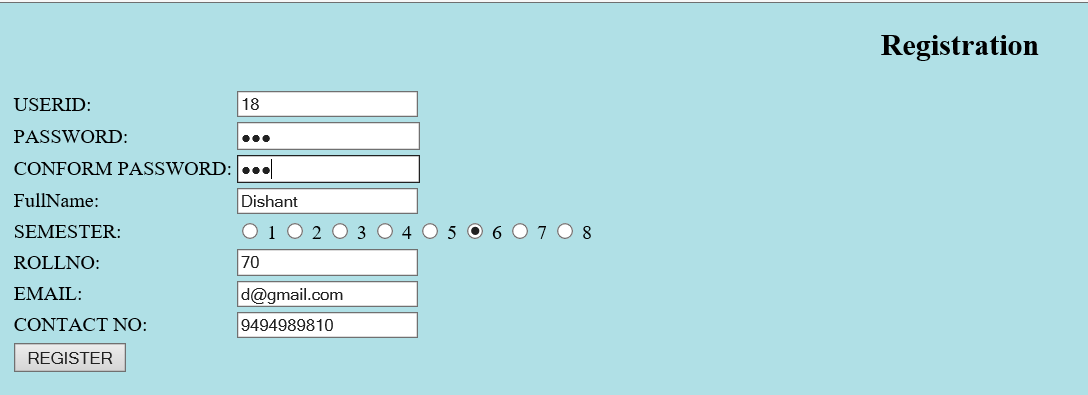 Registration
USERID: 18
PASSWORD: •••
CONFORM PASSWORD: •••
FullName: Dishant
SEMESTER: 1 2 3 4 5 6 7 8
ROLLNO: 70
EMAIL: d@gmail.com
CONTACT NO: 9494989810
REGISTER